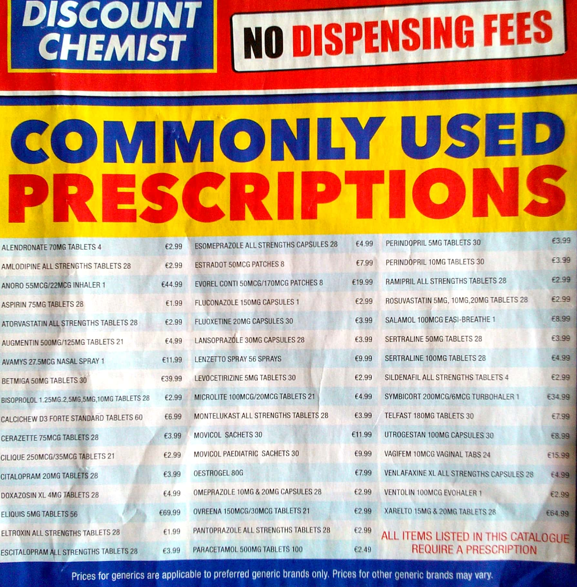 DISCOUNT
CHEMIST
NO DISPENSING FEES
COMMONLY USED
PRESCRIPTIONS
ALENDRONATE 70MG TABLETS 4 €2.99
AMLODIPINE ALL STRENGTHS TABLETS 28 €2.99
ANORO 55MCG/22MCG INHALER 1 €44.99
ASPIRIN 75MG TABLETS 28 €1.99
ATORVASTATIN ALL STRENGTHS TABLETS 28 €2.99
AUGMENTIN 500MG/125MG TABLETS 21 €4.99
AVAMYS 27.5MCG NASAL SPRAY 1 €11.99
BETMIGA 50MG TABLETS 30 €39.99
BISOPROLOL 1.25MG,2.5MG,5MG,10MG TABLETS 28 €2.99
CALCICHEW D3 FORTE STANDARD TABLETS 60 €6.99
CERAZETTE 75MCG TABLETS 28 €3.99
CILIQUE 250MCG/35MCG TABLETS 21 €2.99
CITALOPRAM 20MG TABLETS 28 €3.99
DOXAZOSIN XL 4MG TABLETS 28 €4.99
ELIQUIS 5MG TABLETS 56 €69.99
ELTROXIN ALL STRENGTHS TABLETS 28 €1.99
ESCITALOPRAM ALL STRENGTHS TABLETS 28 €3.99
ESOMEPRAZOLE ALL STRENGTHS CAPSULES 28 €4.99
ESTRADOT 50MCG PATCHES 8 €7.99
EVOREL CONTI 50MCG/170MCG PATCHES 8 €19.99
FLUCONAZOLE 150MG CAPSULES 1 €2.99
FLUOXETINE 20MG CAPSULES 30 €3.99
LANSOPRAZOLE 30MG CAPSULES 28 €3.99
LENZETTO SPRAY 56 SPRAYS €9.99
LEVOCETIRIZINE 5MG TABLETS 30 €2.99
MICROLITE 100MCG/20MCG TABLETS 21 €4.99
MONTELUKAST ALL STRENGTHS TABLETS 28 €3.99
MOVICOL SACHETS 30 €11.99
MOVICOL PAEDIATRIC SACHETS 30 €9.99
OESTROGEL 80G €7.99
OMEPRAZOLE 10MG & 20MG CAPSULES 28 €2.99
OVREENA 150MCG/30MCG TABLETS 21 €2.99
PANTOPRAZOLE ALL STRENGTHS TABLETS 28 €2.99
PARACETAMOL 500MG TABLETS 100 €2.49
PERINDOPRIL 5MG TABLETS 30 €3.99
PERINDOPRIL 10MG TABLETS 30 €3.99
RAMIPRIL ALL STRENGTHS TABLETS 28 €2.99
ROSUVASTATIN 5MG, 10MG,20MG TABLETS 28 €2.99
SALAMOL 100MCG EASI-BREATHE 1 €8.99
SERTRALINE 50MG TABLETS 28 €3.99
SERTRALINE 100MG TABLETS 28 €4.99
SILDENAFIL ALL STRENGTHS TABLETS 4 €2.99
SYMBICORT 200MCG/6MCG TURBOHALER 1 €34.99
TELFAST 180MG TABLETS 30 €7.99
UTROGESTAN 100MG CAPSULES 30 €8.99
VAGIFEM 10MCG VAGINAL TABS 24 €15.99
VENLAFAXINE XL ALL STRENGTHS CAPSULES 28 €4.99
VENTOLIN 100MCG EVOHALER 1 €2.99
XARELTO 15MG & 20MG TABLETS 28 €64.99
ALL ITEMS LISTED IN THIS CATALOGUE
REQUIRE A PRESCRIPTION
Prices for generics are applicable to preferred generic brands only. Prices for other generic brands may vary.